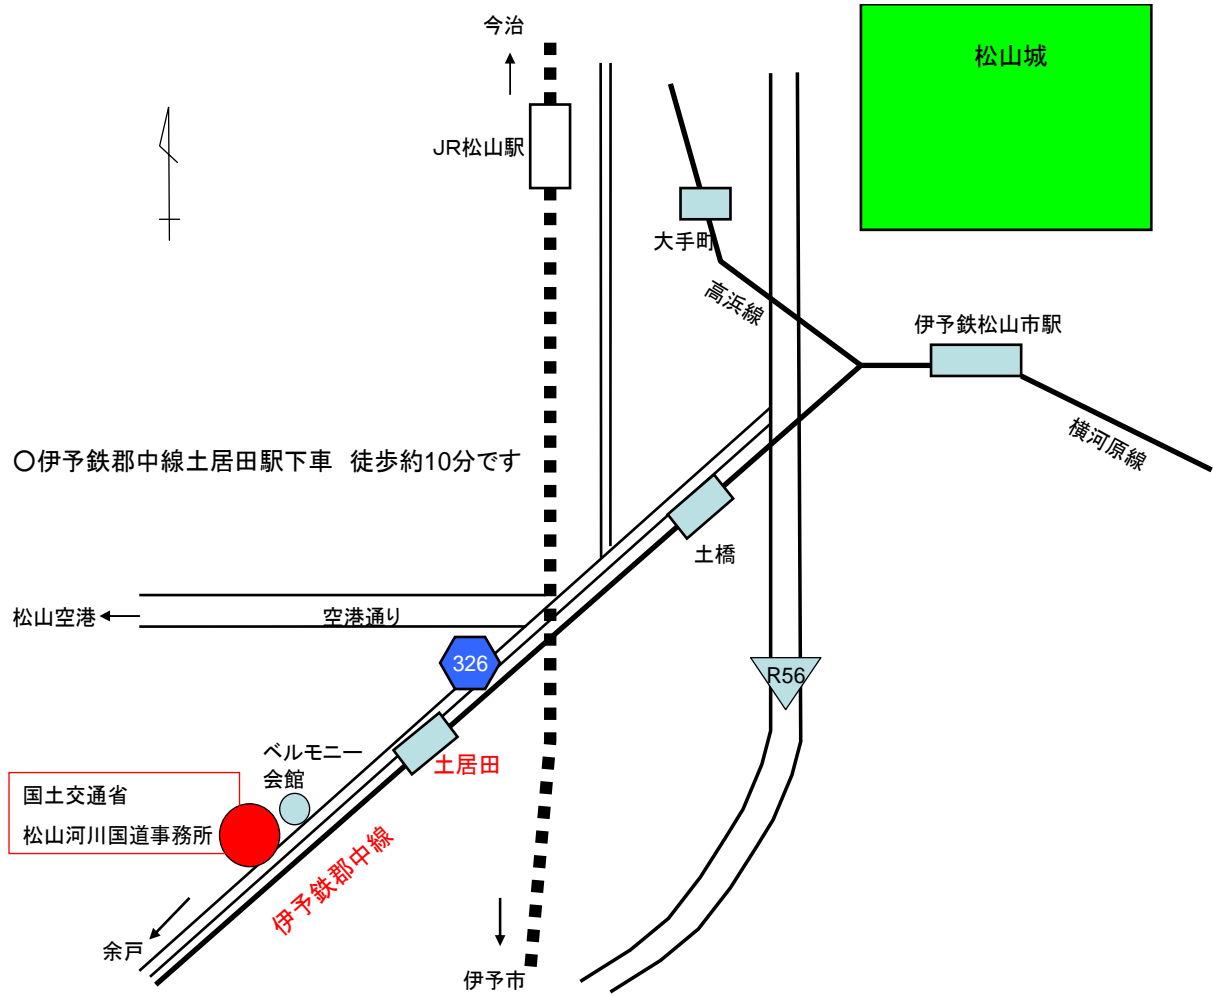 今治
松山城
JR松山駅
大手町
高浜線
伊予鉄松山市駅
横河原線
〇伊予鉄郡中線土居田駅下車　徒歩約10分です
土橋
松山空港
空港通り
326
R56
ベルモニー
会館
土居田
国土交通省
松山河川国道事務所
伊予鉄郡中線
余戸
伊予市